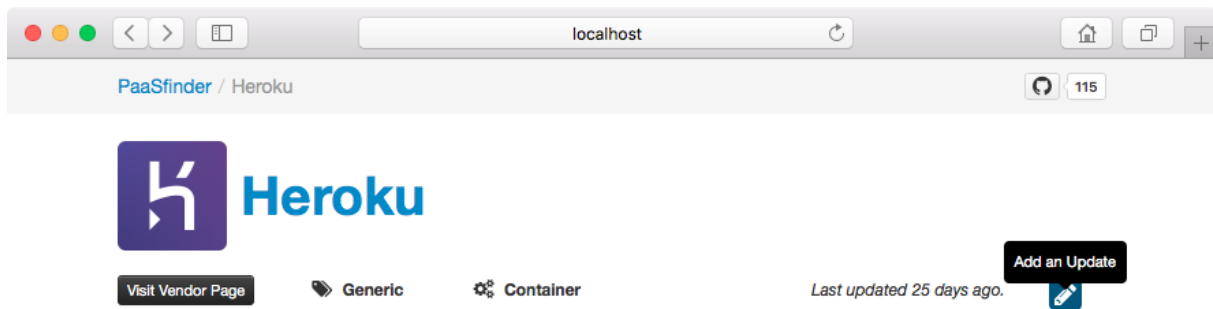 localhost
PaaSfinder / Heroku
115
Heroku
Add an Update
Visit Vendor Page Generic Container Last updated 25 days ago.